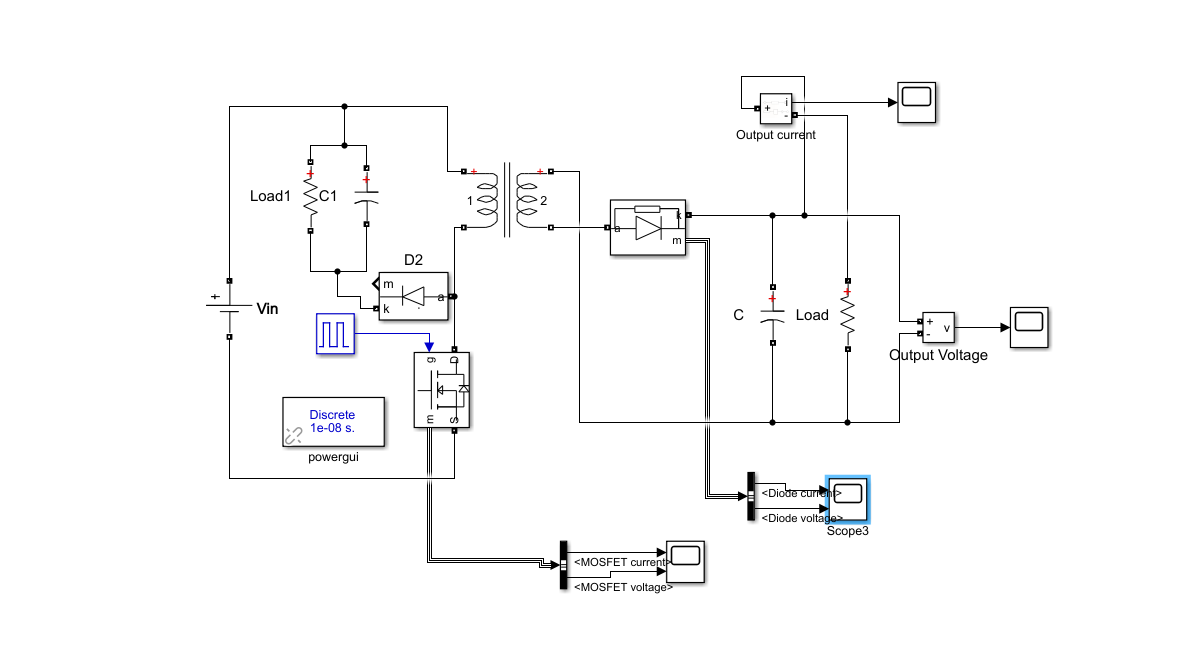 i
+
-
Output current
+
+
Load1
+
C1
+
1
2
a
k
m
D2
m
k
a
+
Vin
g
D
m
S
Discrete
1e-08 s.
powergui
+
C
Load
+
+
-
v
Output Voltage
<Diode current>
<Diode voltage>
Scope3
<MOSFET current>
<MOSFET voltage>